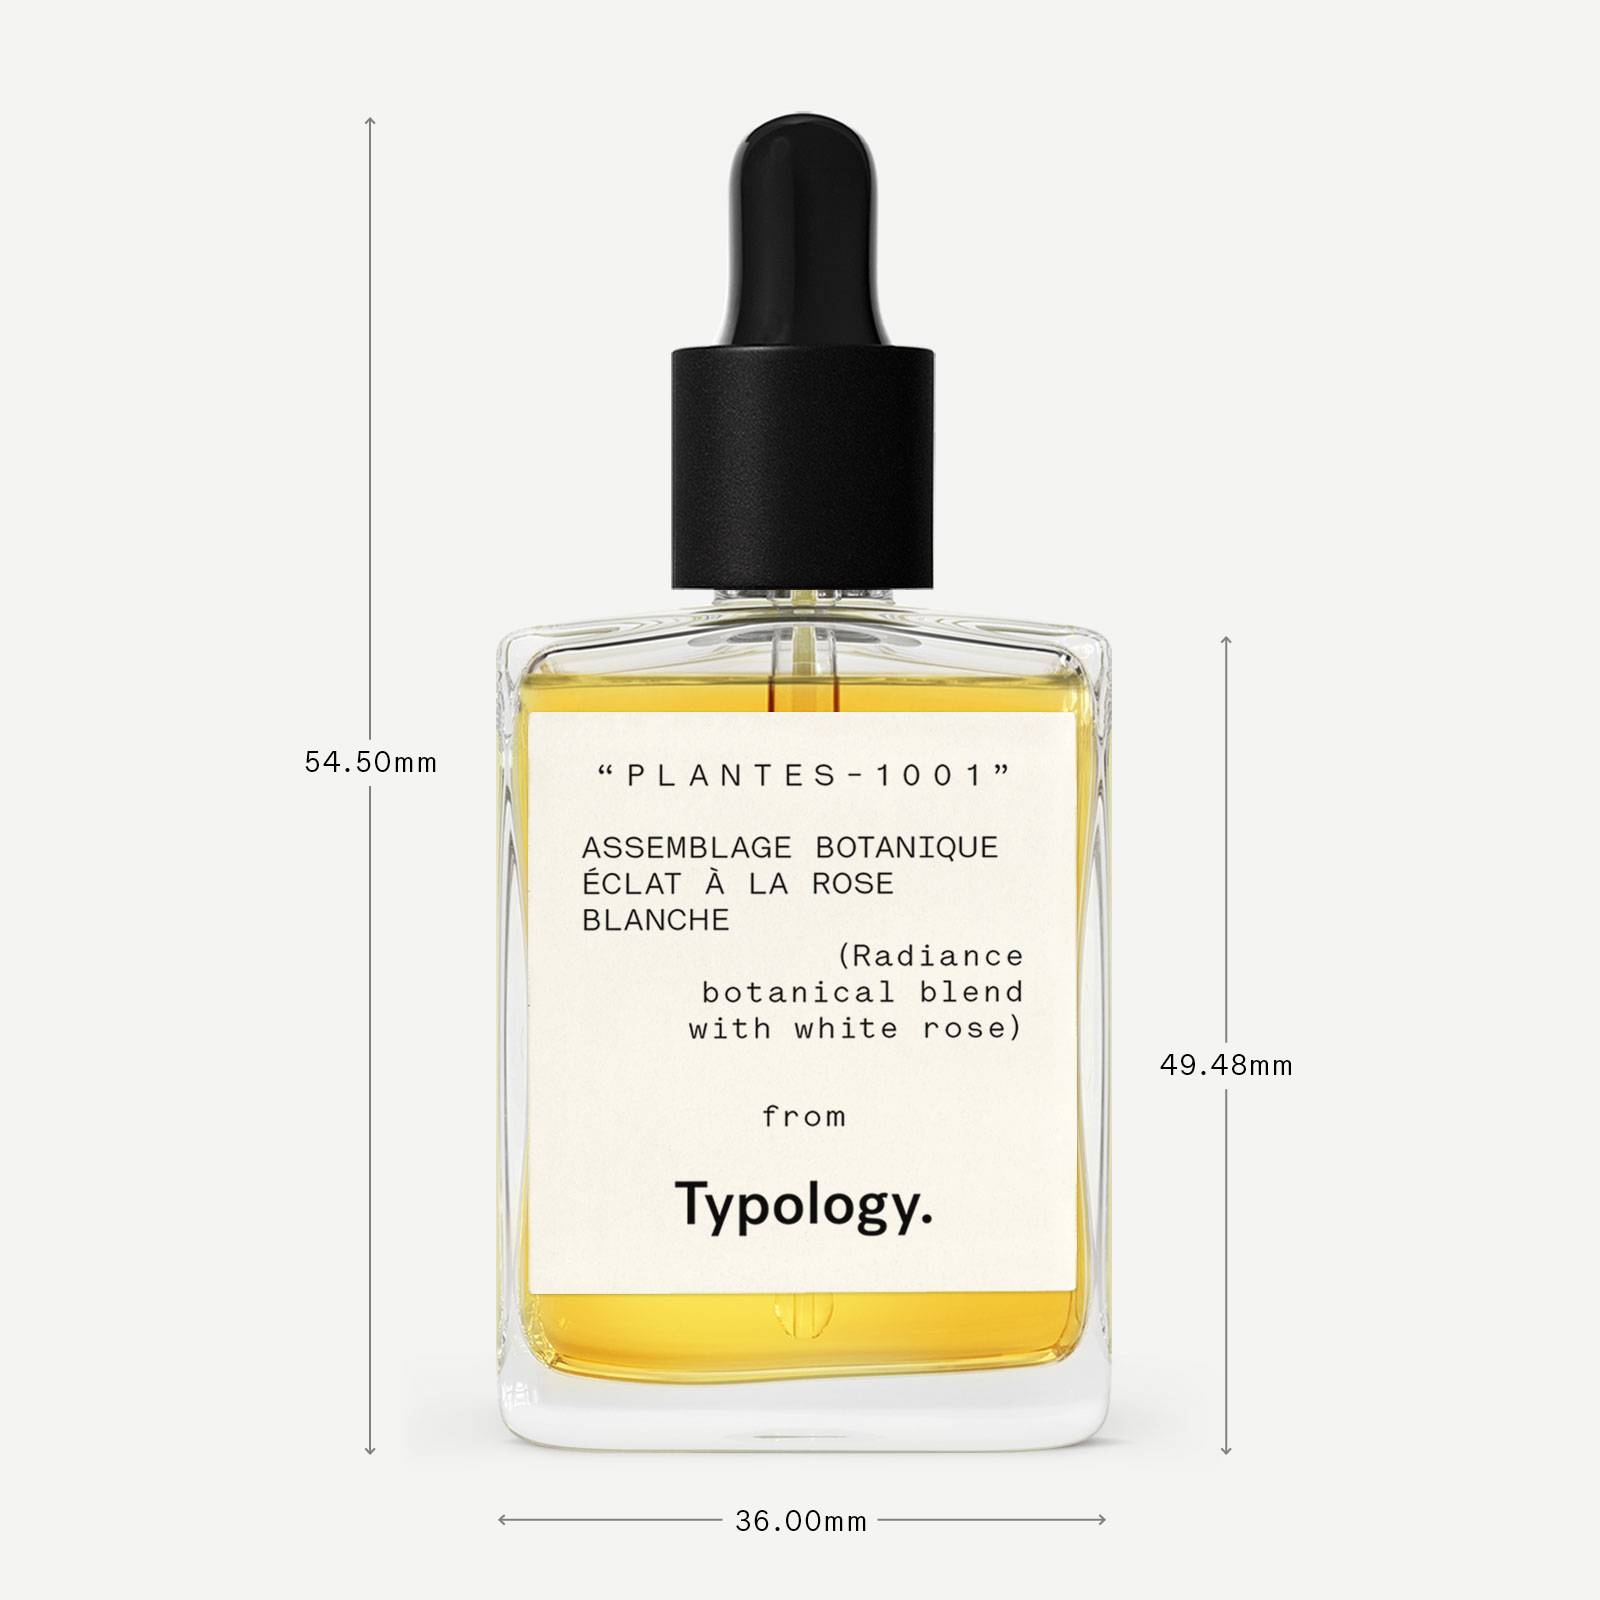 54.50mm
“PLANTES-1001”
ASSEMBLAGE BOTANIQUE
ÉCLAT À LA ROSE
BLANCHE
(Radiance
botanical blend
with white rose)
from
Typology.
49.48mm
36.00mm